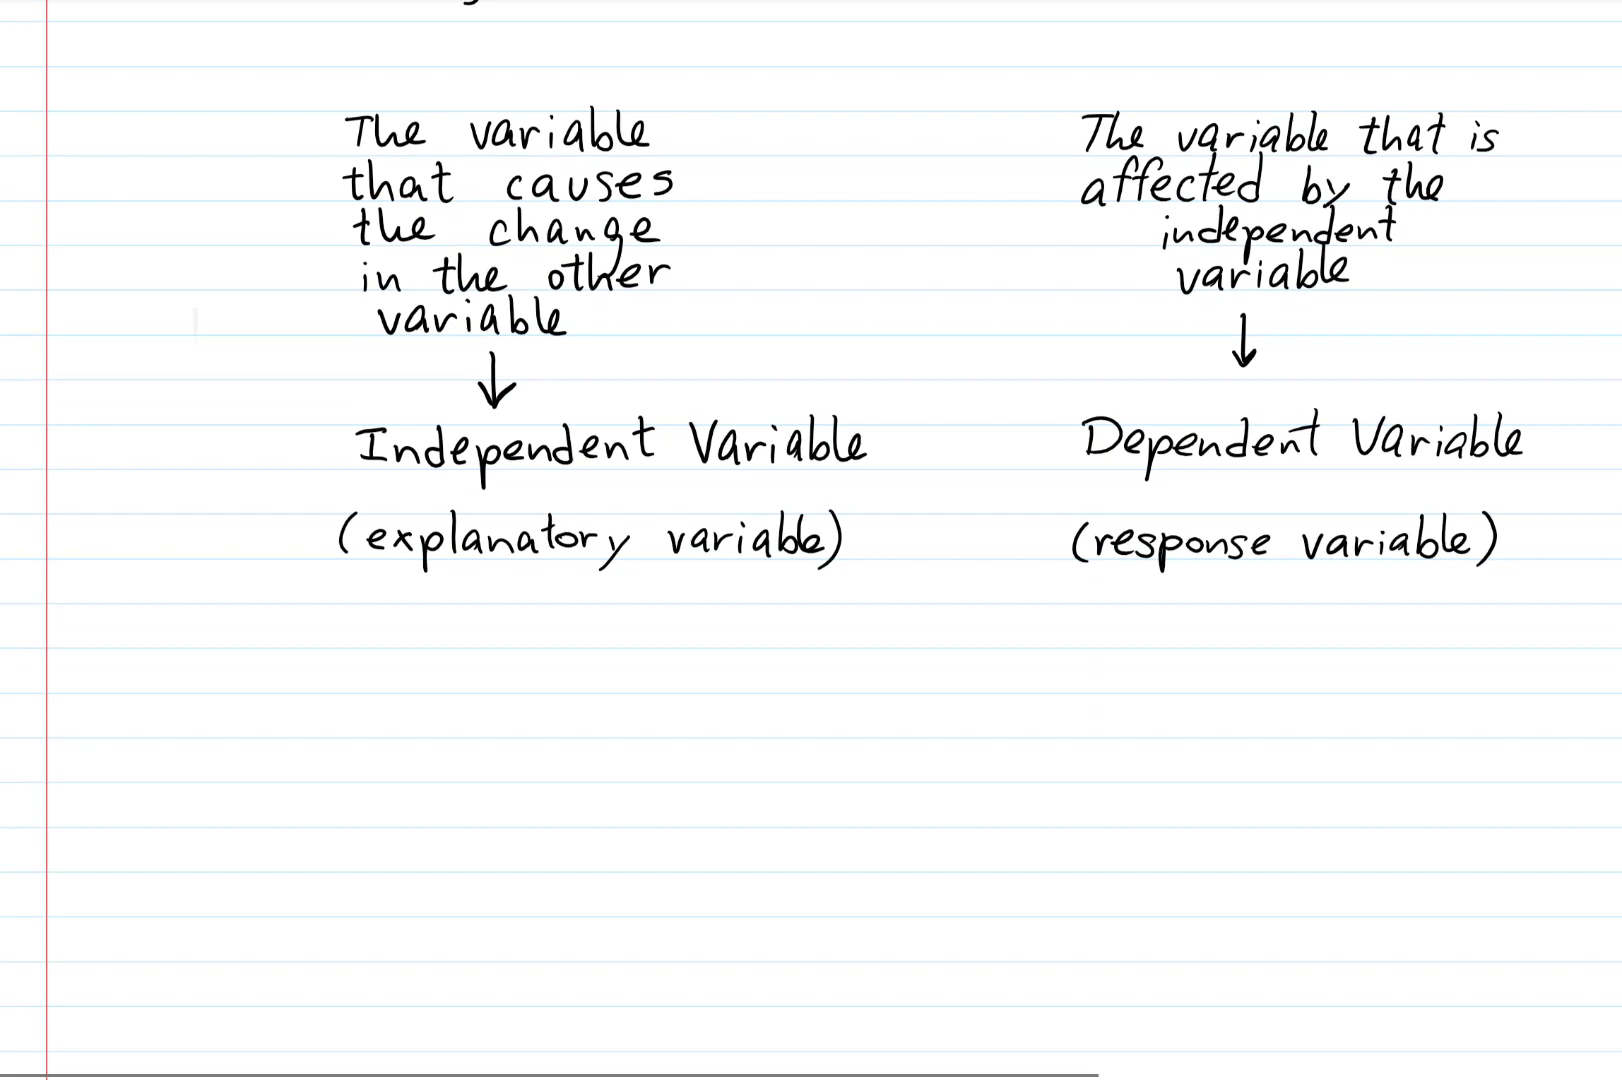 The variable
that causes
the change
in the other
variable
↓
Independent Variable
(explanatory variable)
The variable that is
affected by the
independent
variable
↓
Dependent Variable
(response variable)